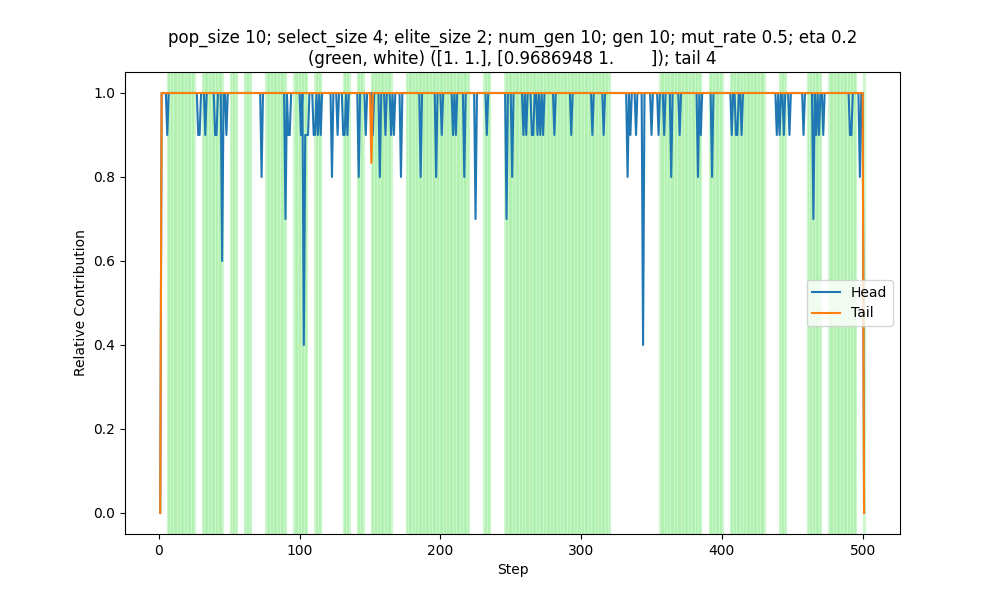 pop_size 10; select_size 4; elite_size 2; num_gen 10; gen 10; mut_rate 0.5; eta 0.2
(green, white) ([1. 1.], [0.9686948 1.        ]); tail 4
1.0
0.8
0.6
0.4
0.2
0.0
Relative Contribution
Head
Tail
0
100
200
300
400
500
Step